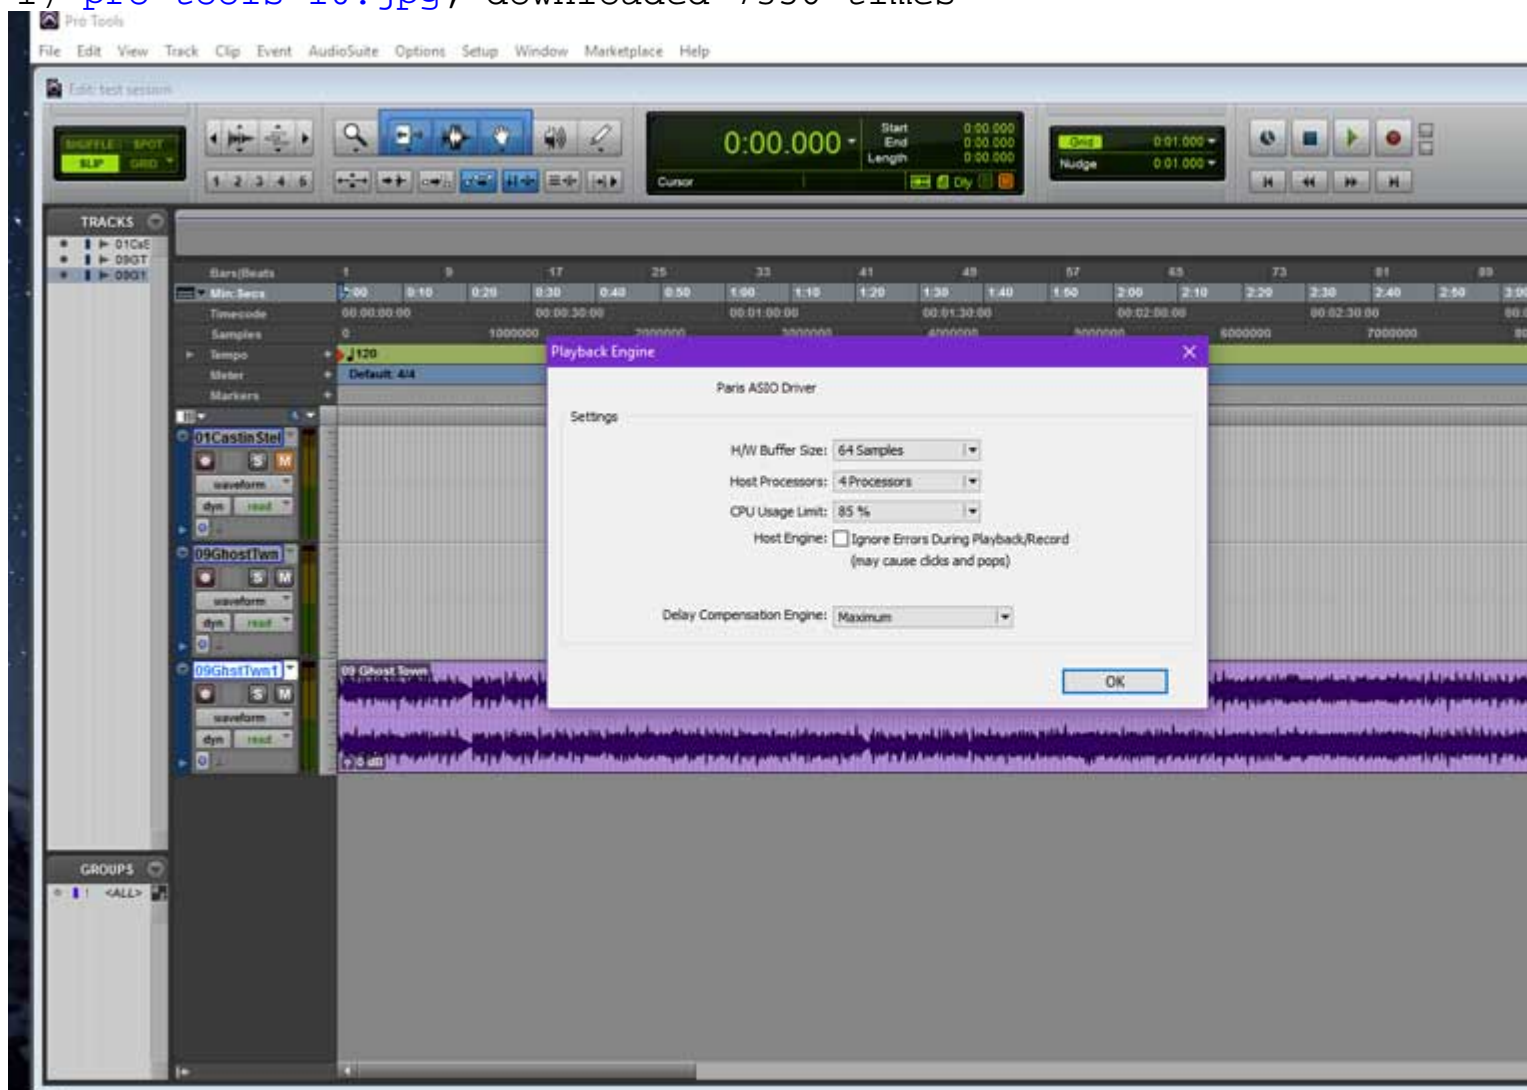 Pro Tools
File Edit View Track Clip Event AudioSuite Options Setup Window Marketplace Help
Edit: test session
SHUFFLE SPOT
SLIP GRID
1 2 3 4 5
0:00.000
Start 0:00.000
End 0:00.000
Length 0:00.000
Cursor
Dly
Grid 0:01.000
Nudge 0:01.000
TRACKS
01CsS
09GT
09GT
Bars|Beats 1 9 17 25 33 41 49 57 65 73 81 89
Min:Secs 0:00 0:10 0:20 0:30 0:40 0:50 1:00 1:10 1:20 1:30 1:40 1:50 2:00 2:10 2:20 2:30 2:40 2:50 3:00
Timecode 00:00:00:00 00:00:30:00 00:01:00:00 00:01:30:00 00:02:00:00 00:02:30:00
Samples 0 1000000 2000000 3000000 4000000 5000000 6000000 7000000
Tempo 120
Meter Default: 4/4
Markers
Playback Engine
Paris ASIO Driver
Settings
H/W Buffer Size: 64 Samples
Host Processors: 4 Processors
CPU Usage Limit: 85 %
Host Engine: Ignore Errors During Playback/Record
(may cause clicks and pops)
Delay Compensation Engine: Maximum
OK
01CastinStel
S M
waveform
dyn read
09GhostTwn
S M
waveform
dyn read
09GhstTwn1
S M
waveform
dyn read
09 Ghost Town
0 dB
GROUPS
! <ALL>